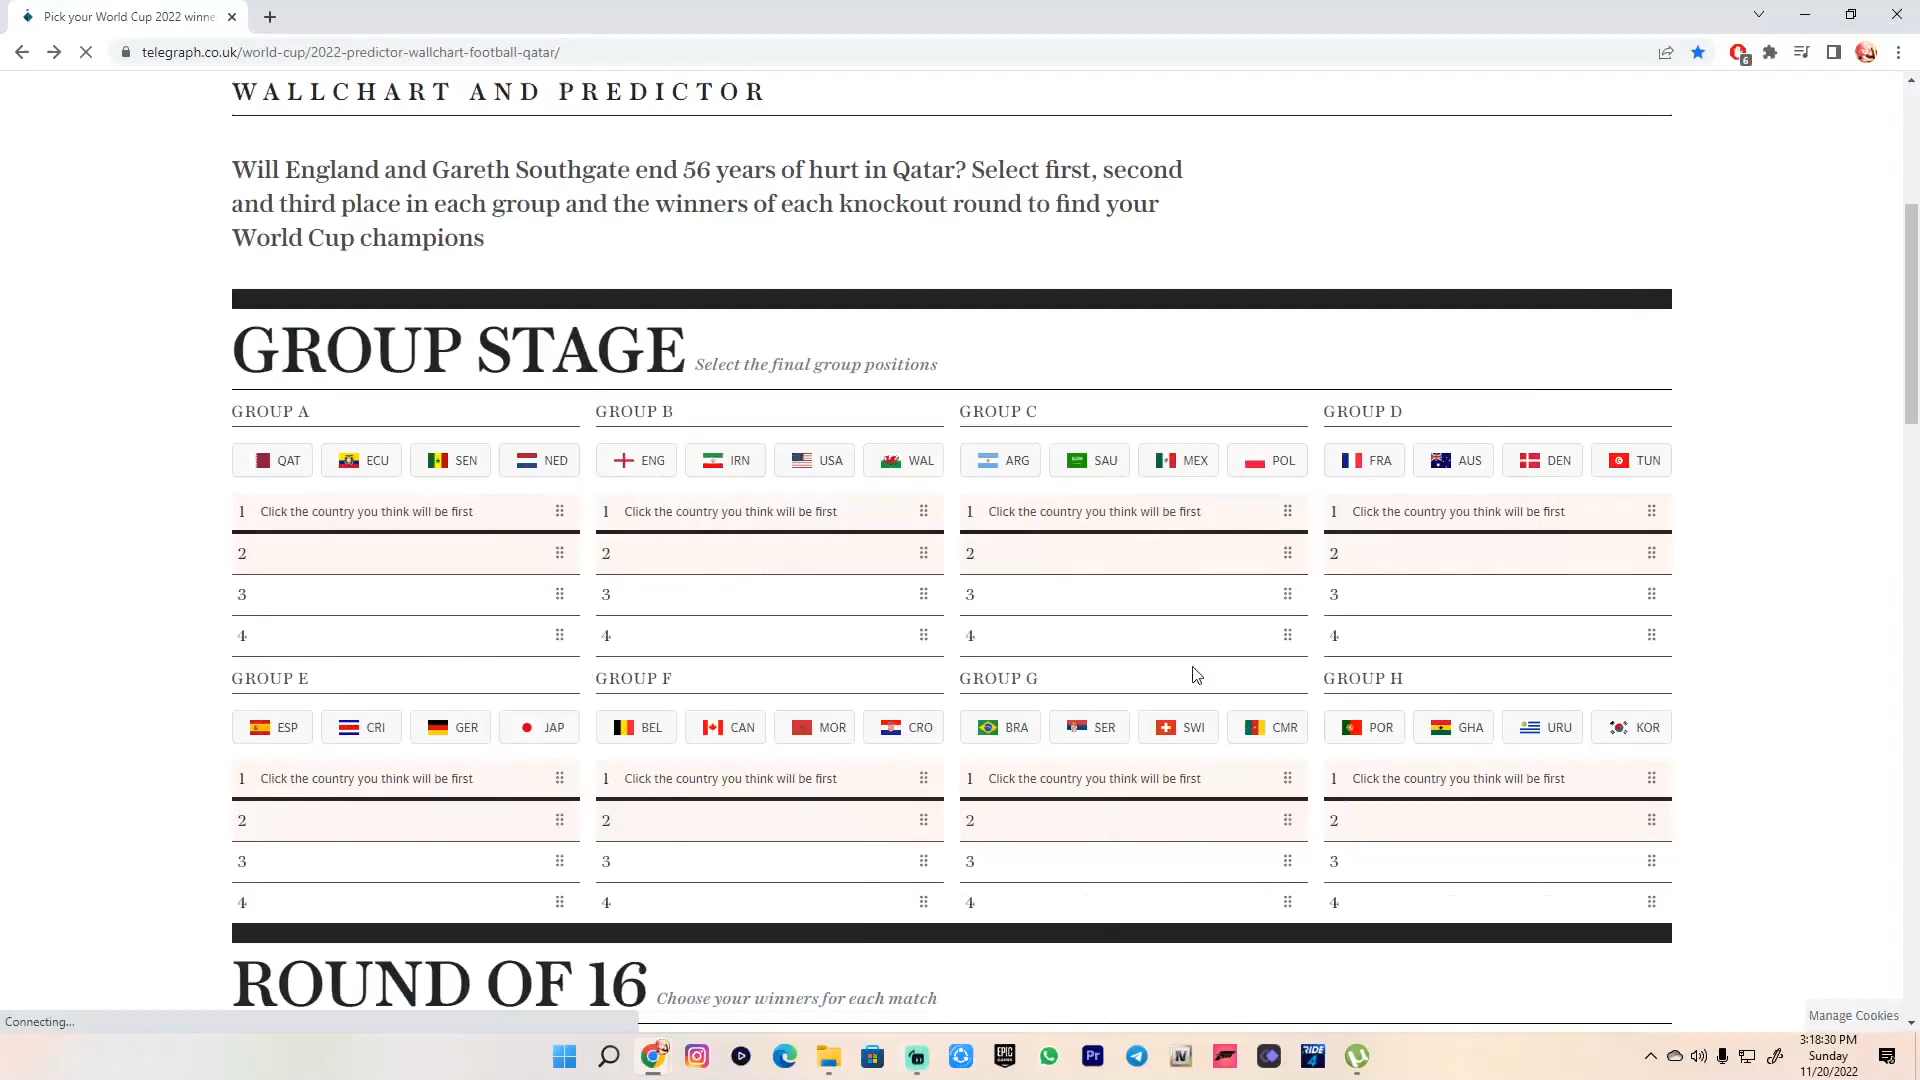 Pick your World Cup 2022 winne
telegraph.co.uk/world-cup/2022-predictor-wallchart-football-qatar/
6
WALLCHART AND PREDICTOR
Will England and Gareth Southgate end 56 years of hurt in Qatar? Select first, second
and third place in each group and the winners of each knockout round to find your
World Cup champions
GROUP STAGE Select the final group positions
GROUP A GROUP B GROUP C GROUP D
QAT ECU SEN NED ENG IRN USA WAL ARG SAU MEX POL FRA AUS DEN TUN
1 Click the country you think will be first 1 Click the country you think will be first 1 Click the country you think will be first 1 Click the country you think will be first
2 2 2 2
3 3 3 3
4 4 4 4
GROUP E GROUP F GROUP G GROUP H
ESP CRI GER JAP BEL CAN MOR CRO BRA SER SWI CMR POR GHA URU KOR
1 Click the country you think will be first 1 Click the country you think will be first 1 Click the country you think will be first 1 Click the country you think will be first
2 2 2 2
3 3 3 3
4 4 4 4
ROUND OF 16 Choose your winners for each match
Manage Cookies
Connecting...
EPIC GAMES
Pr
RIDE 4
3:18:30 PM
Sunday
11/20/2022